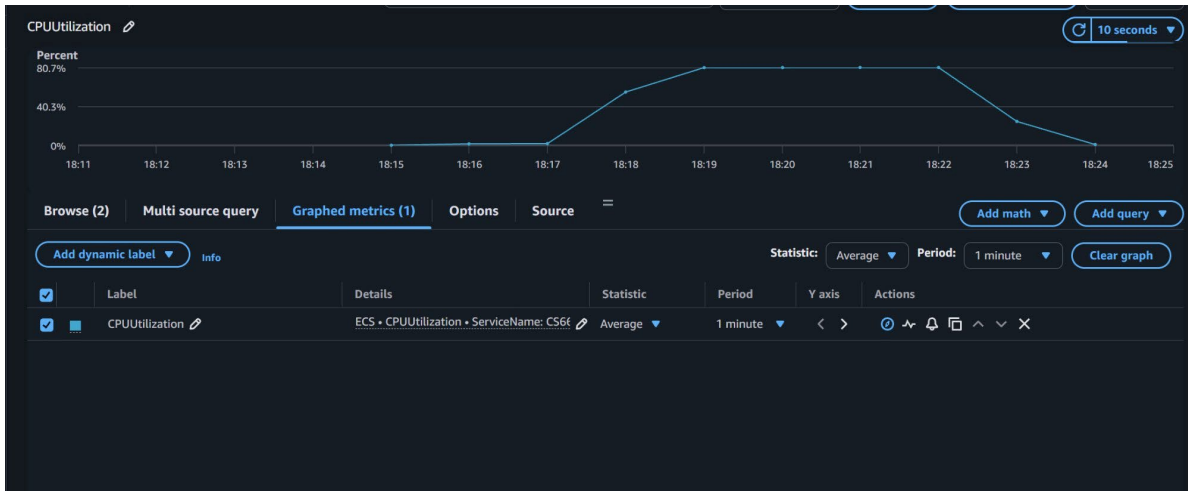 CPUUtilization
10 seconds
Percent
80.7%
40.3%
0%
18:11 18:12 18:13 18:14 18:15 18:16 18:17 18:18 18:19 18:20 18:21 18:22 18:23 18:24 18:25
Browse (2) Multi source query Graphed metrics (1) Options Source Add math Add query
Add dynamic label Info Statistic: Average Period: 1 minute Clear graph
Label Details Statistic Period Y axis Actions
CPUUtilization ECS • CPUUtilization • ServiceName: CS6 Average 1 minute